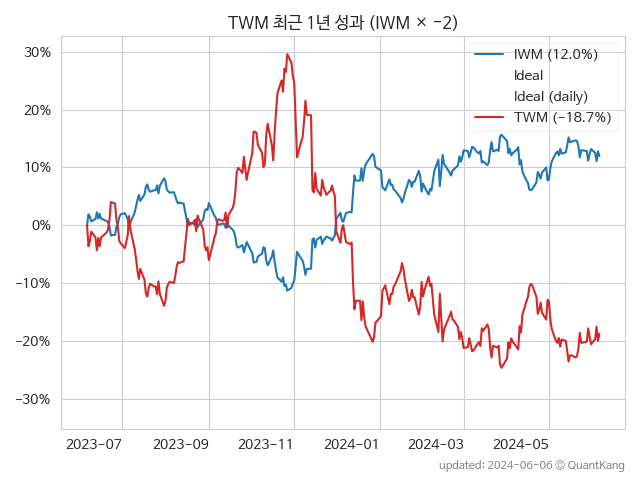 TWM 최근 1년 성과 (IWM × −2)
IWM (12.0%)
Ideal
Ideal (daily)
TWM (−18.7%)
30%
20%
10%
0%
−10%
−20%
−30%
2023-07 2023-09 2023-11 2024-01 2024-03 2024-05
updated: 2024-06-06 © QuantKang